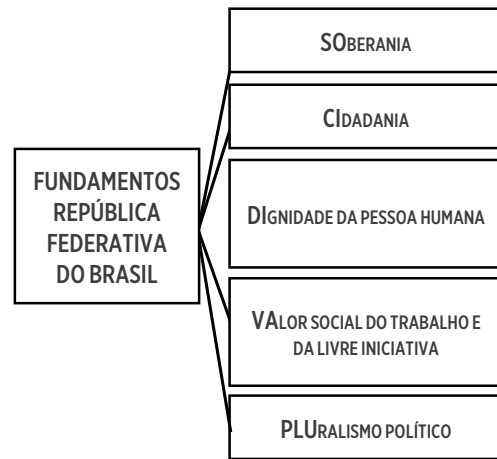 FUNDAMENTOS
REPÚBLICA
FEDERATIVA
DO BRASIL
SOBERANIA
CIDADANIA
DIGNIDADE DA PESSOA HUMANA
VALOR SOCIAL DO TRABALHO E
DA LIVRE INICIATIVA
PLURALISMO POLÍTICO